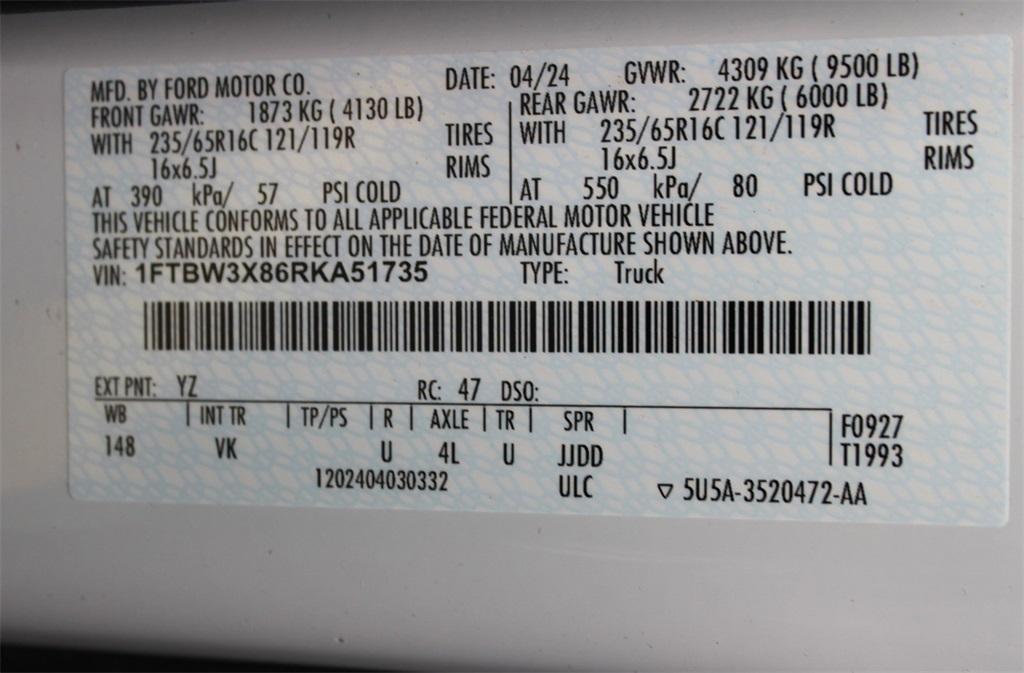 MFD. BY FORD MOTOR CO. DATE: 04/24 GVWR: 4309 KG ( 9500 LB)
FRONT GAWR: 1873 KG ( 4130 LB) REAR GAWR: 2722 KG ( 6000 LB)
WITH 235/65R16C 121/119R TIRES WITH 235/65R16C 121/119R TIRES
16x6.5J RIMS 16x6.5J RIMS
AT 390 kPa/ 57 PSI COLD AT 550 kPa/ 80 PSI COLD
THIS VEHICLE CONFORMS TO ALL APPLICABLE FEDERAL MOTOR VEHICLE
SAFETY STANDARDS IN EFFECT ON THE DATE OF MANUFACTURE SHOWN ABOVE.
VIN: 1FTBW3X86RKA51735 TYPE: Truck
EXT PNT: YZ RC: 47 DSO:
WB INT TR TP/PS R AXLE TR SPR F0927
148 VK U 4L U JJDD T1993
1202404030332 ULC ▽ 5U5A-3520472-AA